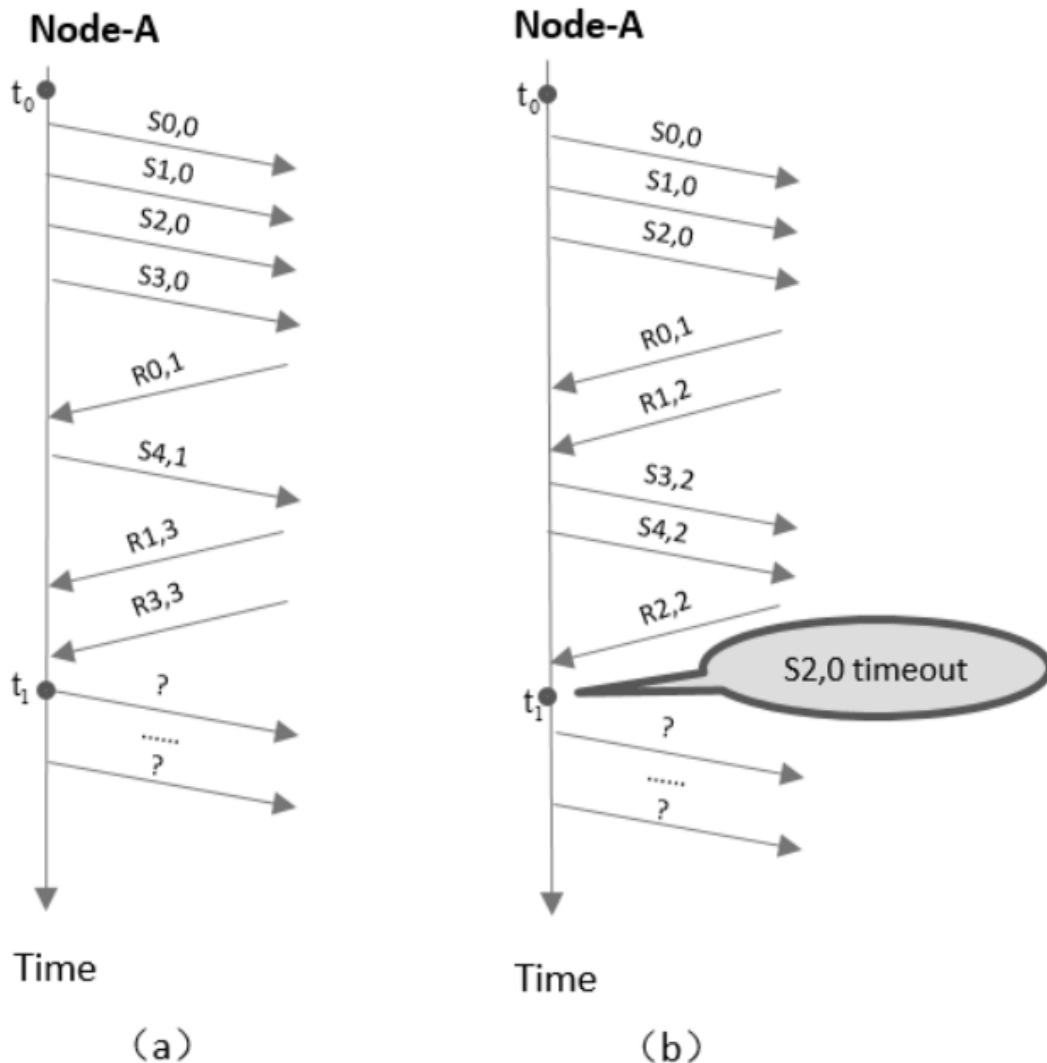 Node-A
t0
S0,0
S1,0
S2,0
S3,0
R0,1
S4,1
R1,3
R3,3
t1
?
......
?
Time
（a）
Node-A
t0
S0,0
S1,0
S2,0
R0,1
R1,2
S3,2
S4,2
R2,2
S2,0 timeout
t1
?
......
?
Time
（b）